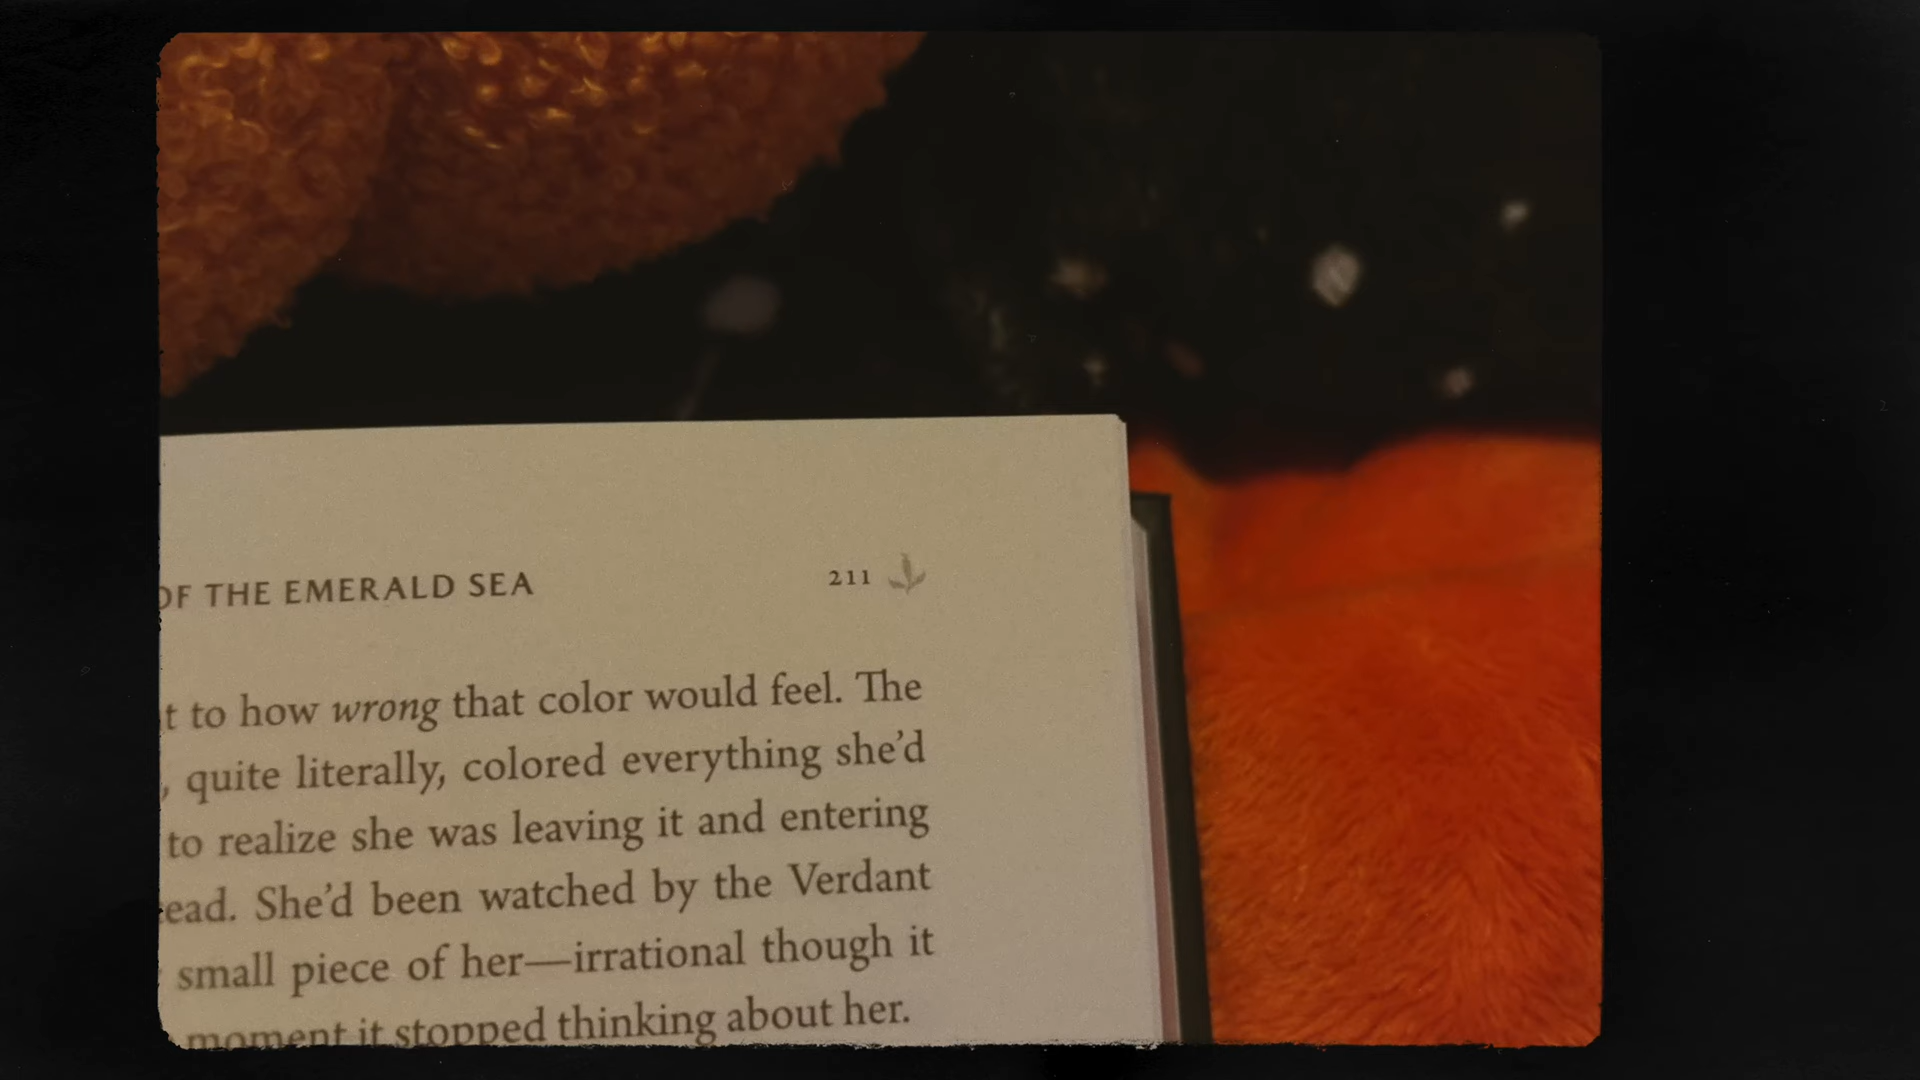 OF THE EMERALD SEA 211
to how wrong that color would feel. The
, quite literally, colored everything she'd
to realize she was leaving it and entering
She'd been watched by the Verdant
small piece of her—irrational though it
moment it stopped thinking about her.